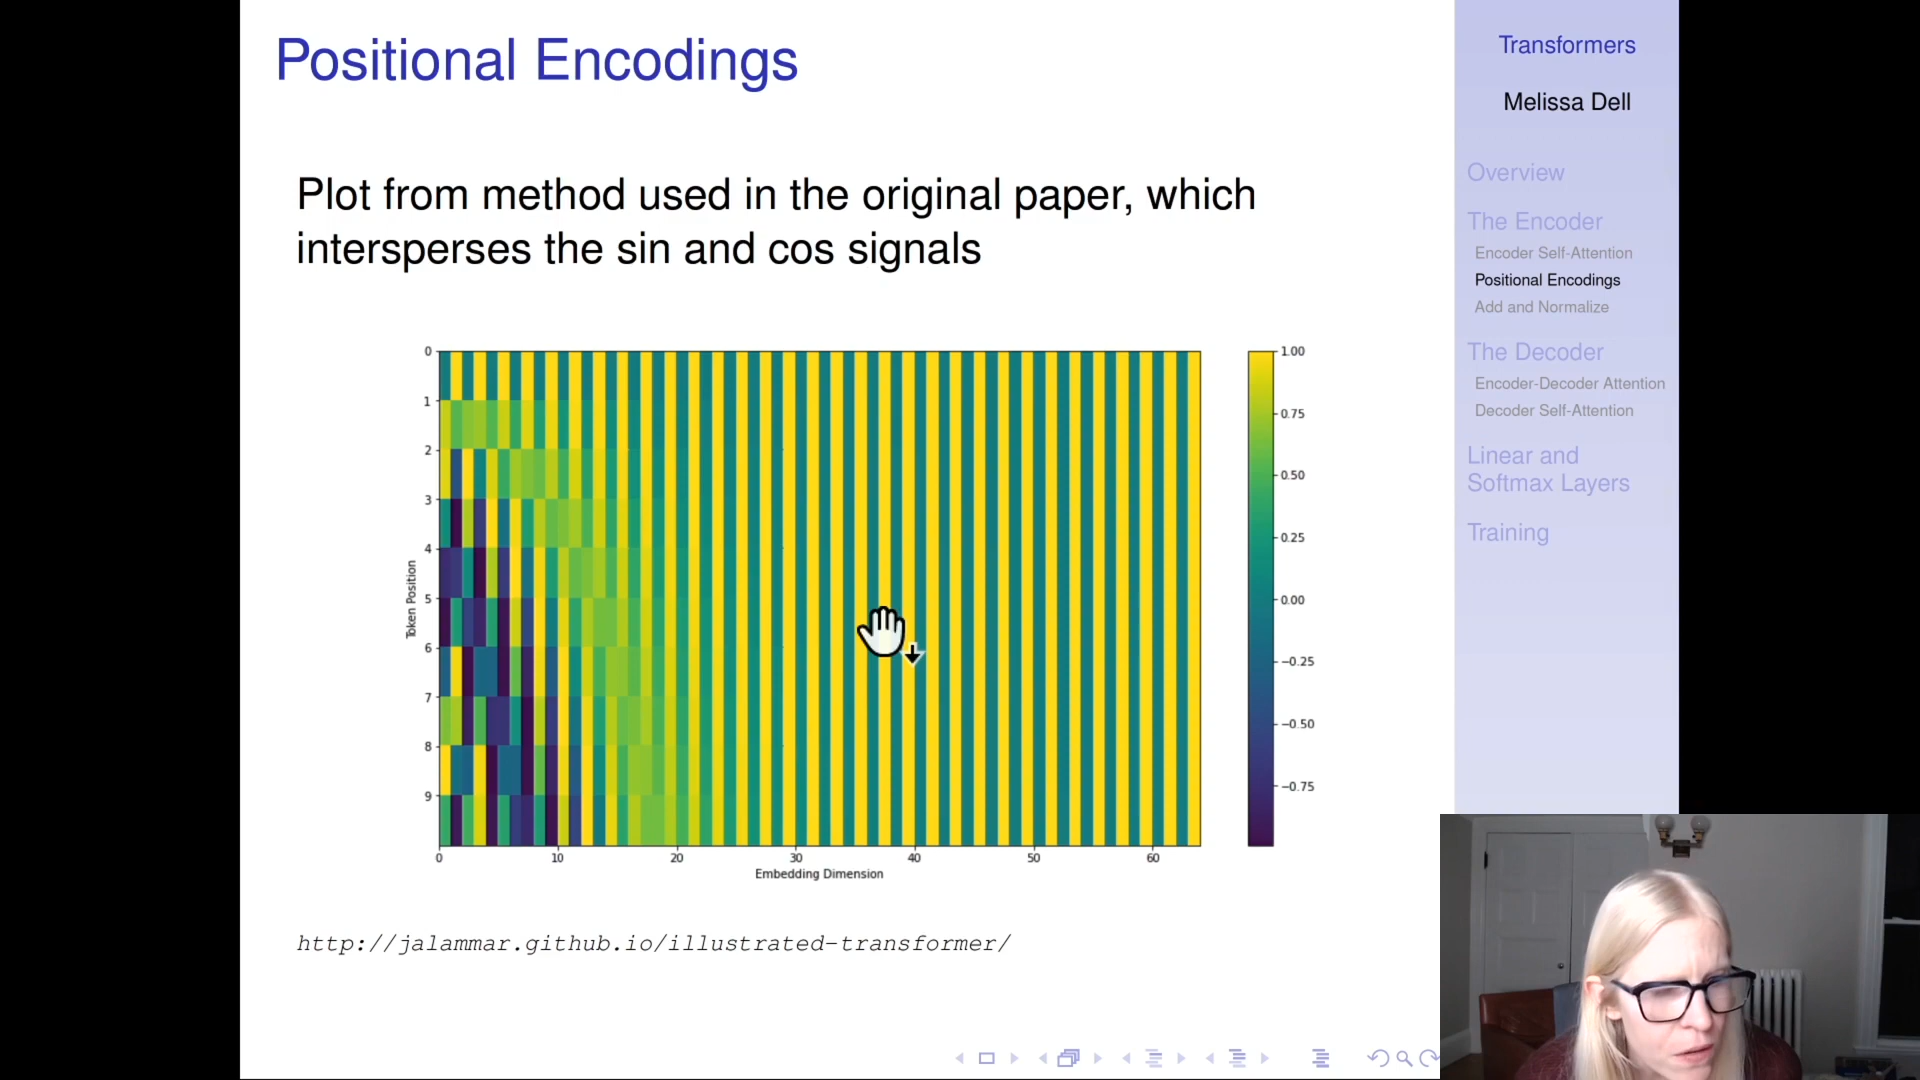 Positional Encodings
Plot from method used in the original paper, which
intersperses the sin and cos signals
0
1
2
3
4
5
6
7
8
9
Token Position
0 10 20 30 40 50 60
Embedding Dimension
1.00
0.75
0.50
0.25
0.00
−0.25
−0.50
−0.75
http://jalammar.github.io/illustrated-transformer/
Transformers
Melissa Dell
Overview
The Encoder
Encoder Self-Attention
Positional Encodings
Add and Normalize
The Decoder
Encoder-Decoder Attention
Decoder Self-Attention
Linear and
Softmax Layers
Training